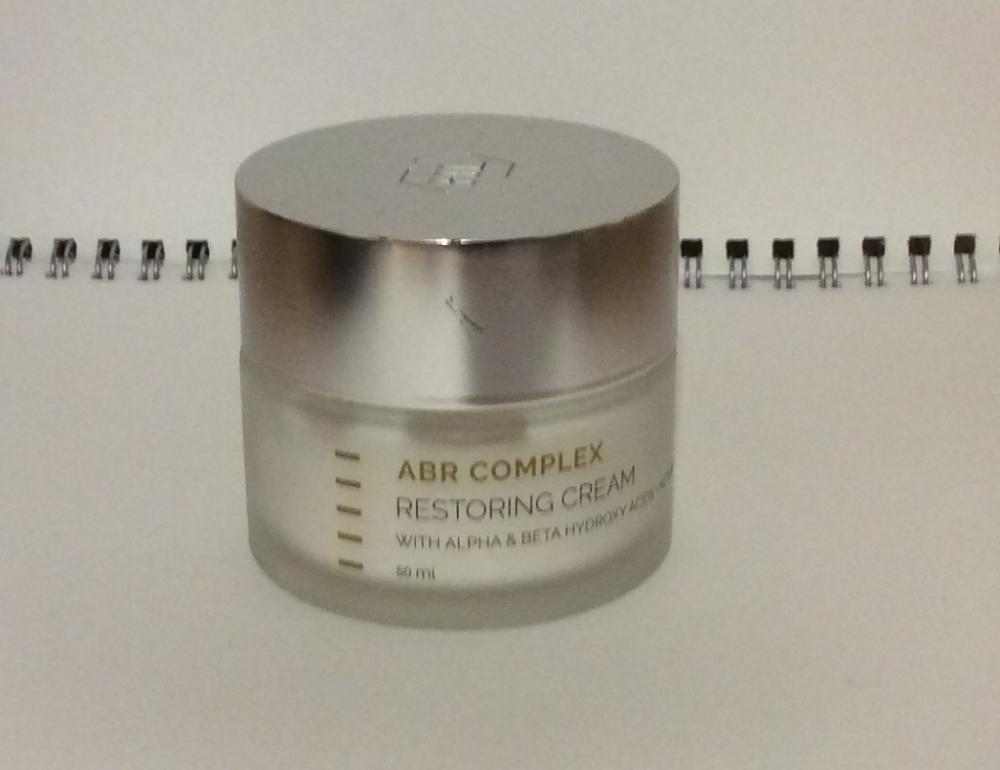 ABR COMPLEX
RESTORING CREAM
WITH ALPHA & BETA HYDROXY
50 ml